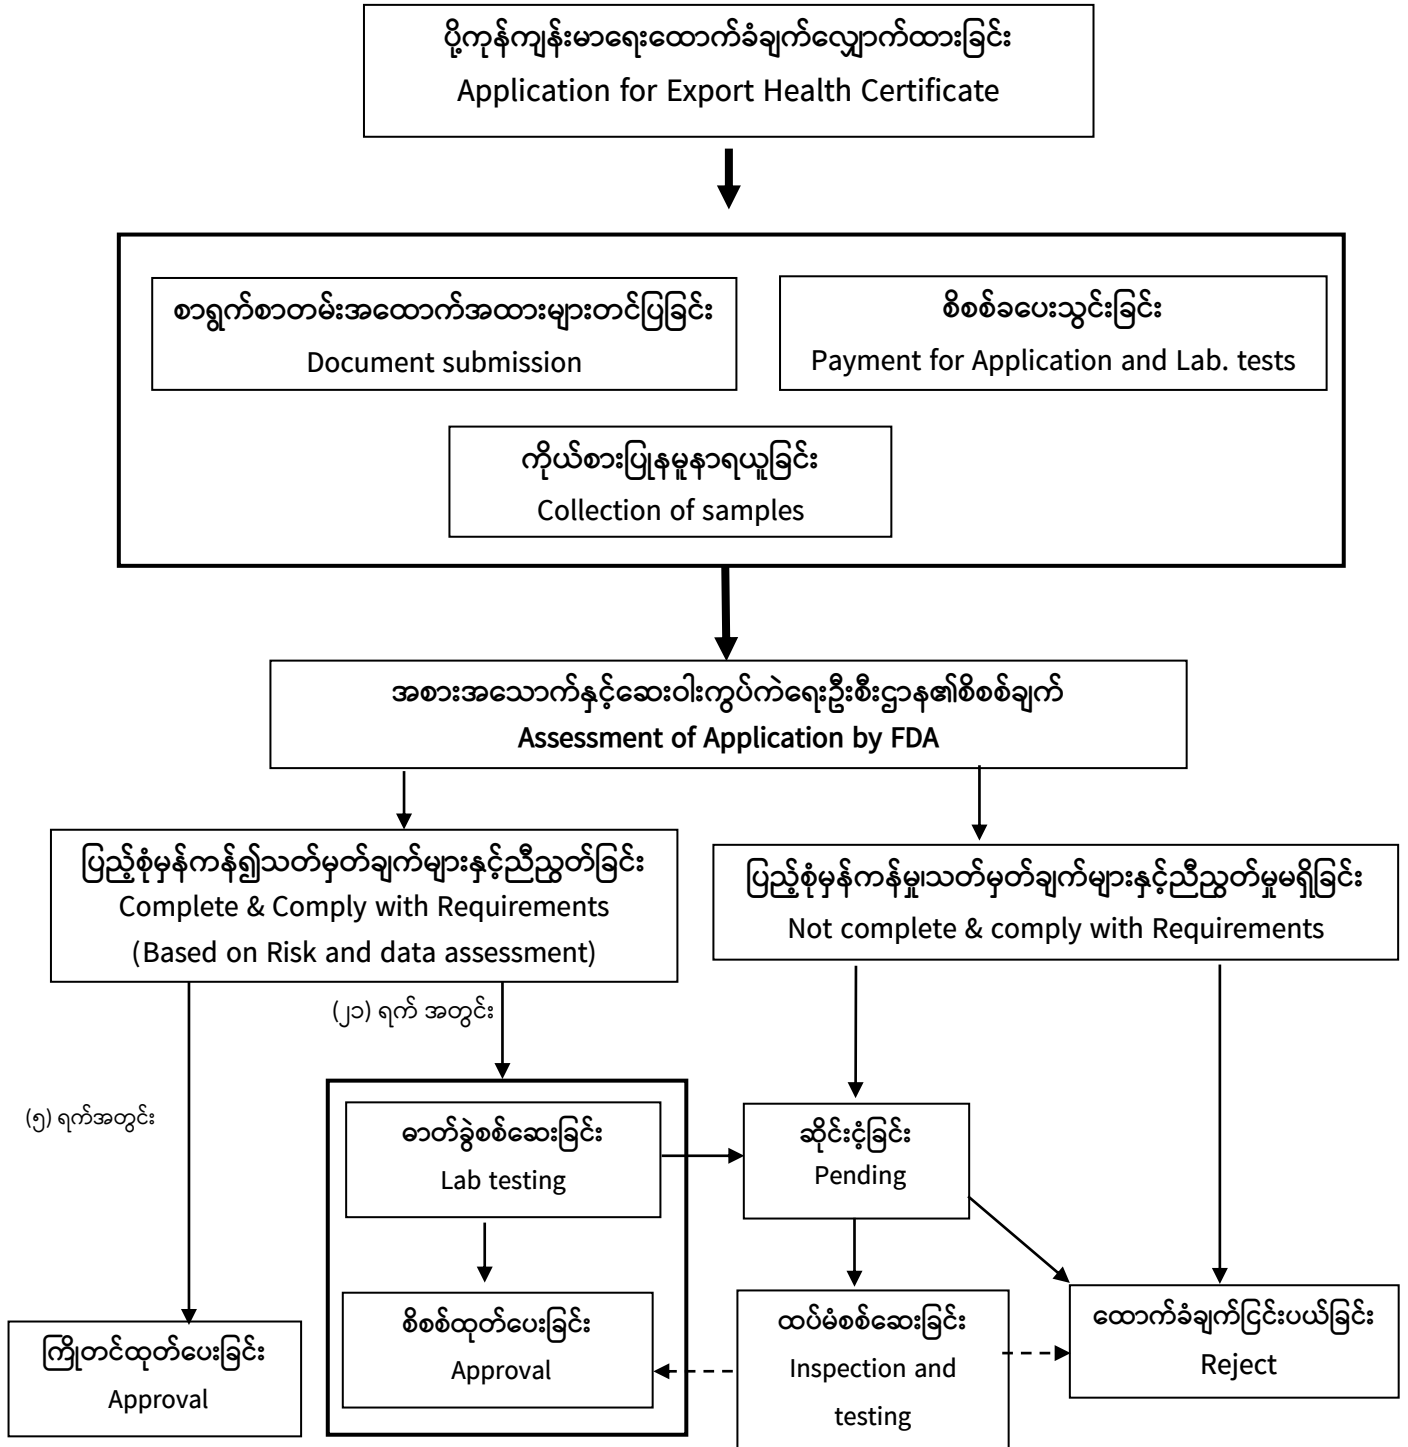 ပို့ကုန်ကျန်းမာရေးထောက်ခံချက်လျှောက်ထားခြင်း
Application for Export Health Certificate
စာရွက်စာတမ်းအထောက်အထားများတင်ပြခြင်း
Document submission
စိစစ်ခပေးသွင်းခြင်း
Payment for Application and Lab. tests
ကိုယ်စားပြုနမူနာရယူခြင်း
Collection of samples
အစားအသောက်နှင့်ဆေးဝါးကွပ်ကဲရေးဦးစီးဌာန၏စိစစ်ချက်
Assessment of Application by FDA
ပြည့်စုံမှန်ကန်၍သတ်မှတ်ချက်များနှင့်ညီညွတ်ခြင်း
Complete & Comply with Requirements
(Based on Risk and data assessment)
ပြည့်စုံမှန်ကန်မှု၊သတ်မှတ်ချက်များနှင့်ညီညွတ်မှုမရှိခြင်း
Not complete & comply with Requirements
(၂၁) ရက် အတွင်း
(၅) ရက်အတွင်း
ဓာတ်ခွဲစစ်ဆေးခြင်း
Lab testing
ဆိုင်းငံ့ခြင်း
Pending
ကြိုတင်ထုတ်ပေးခြင်း
Approval
စိစစ်ထုတ်ပေးခြင်း
Approval
ထပ်မံစစ်ဆေးခြင်း
Inspection and
testing
ထောက်ခံချက်ငြင်းပယ်ခြင်း
Reject